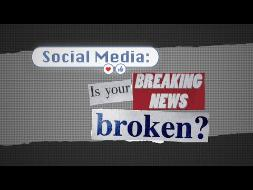 Social Media:
Is your BREAKING
NEWS
broken?